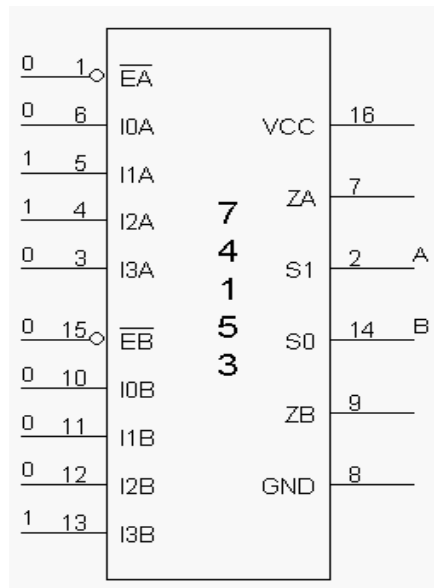 0 1 EA
0 6 I0A VCC 16
1 5 I1A
ZA 7
1 4 I2A
0 3 I3A S1 2 A
0 15 EB S0 14 B
0 10 I0B
ZB 9
0 11 I1B
0 12 I2B GND 8
1 13 I3B
7
4
1
5
3